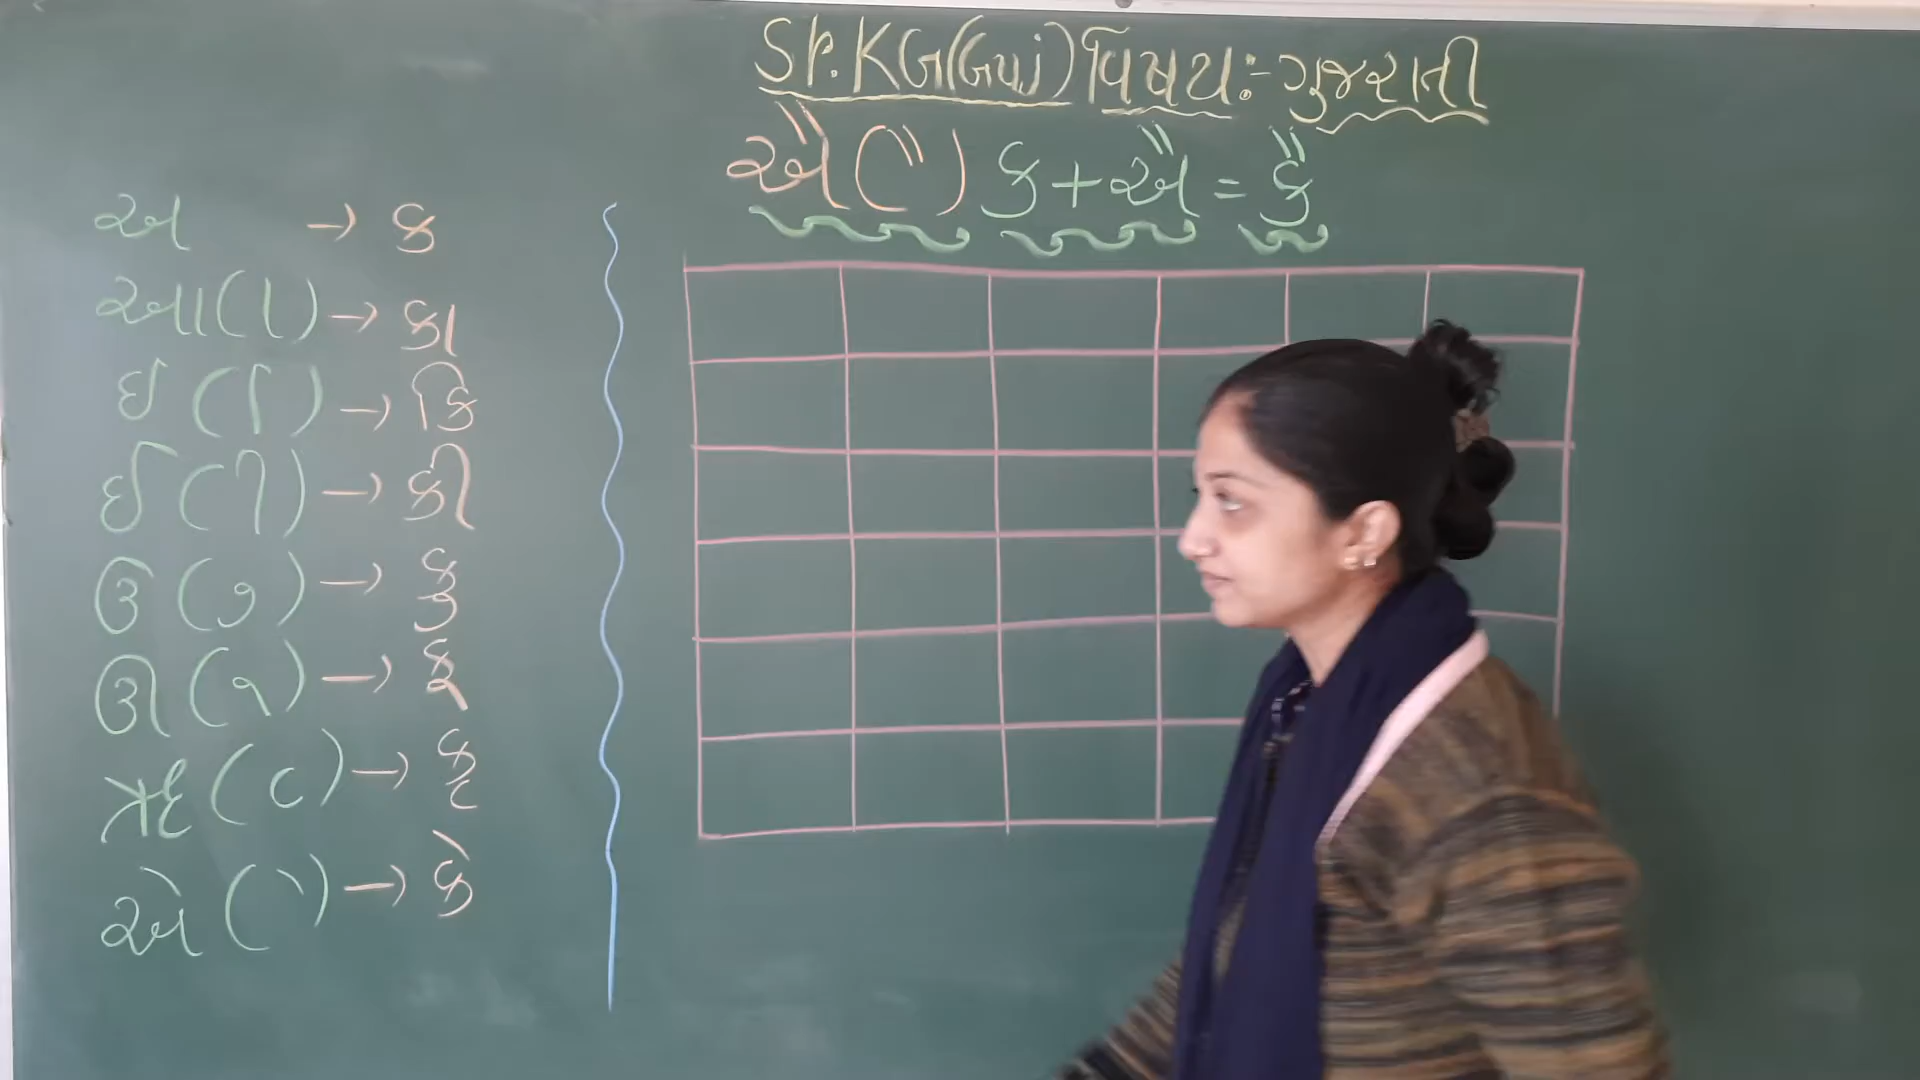 Sr.KG(Guj) વિષય:- ગુજરાતી
ઐ (ૈ) ક+ઐ = કૈ
અ → ક
આ (ા) → કા
ઇ (િ) → કિ
ઈ (ી) → કી
ઉ (ુ) → કુ
ઊ (ૂ) → કૂ
ઋ (ૃ) → કૃ
એ (ે) → કે